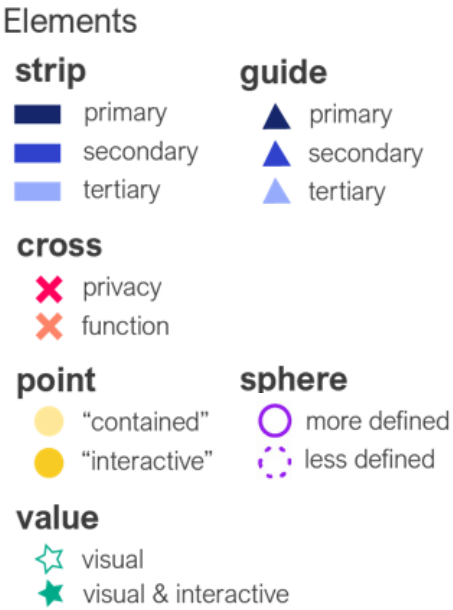 Elements
strip
primary
secondary
tertiary
guide
primary
secondary
tertiary
cross
privacy
function
point
“contained”
“interactive”
sphere
more defined
less defined
value
visual
visual & interactive